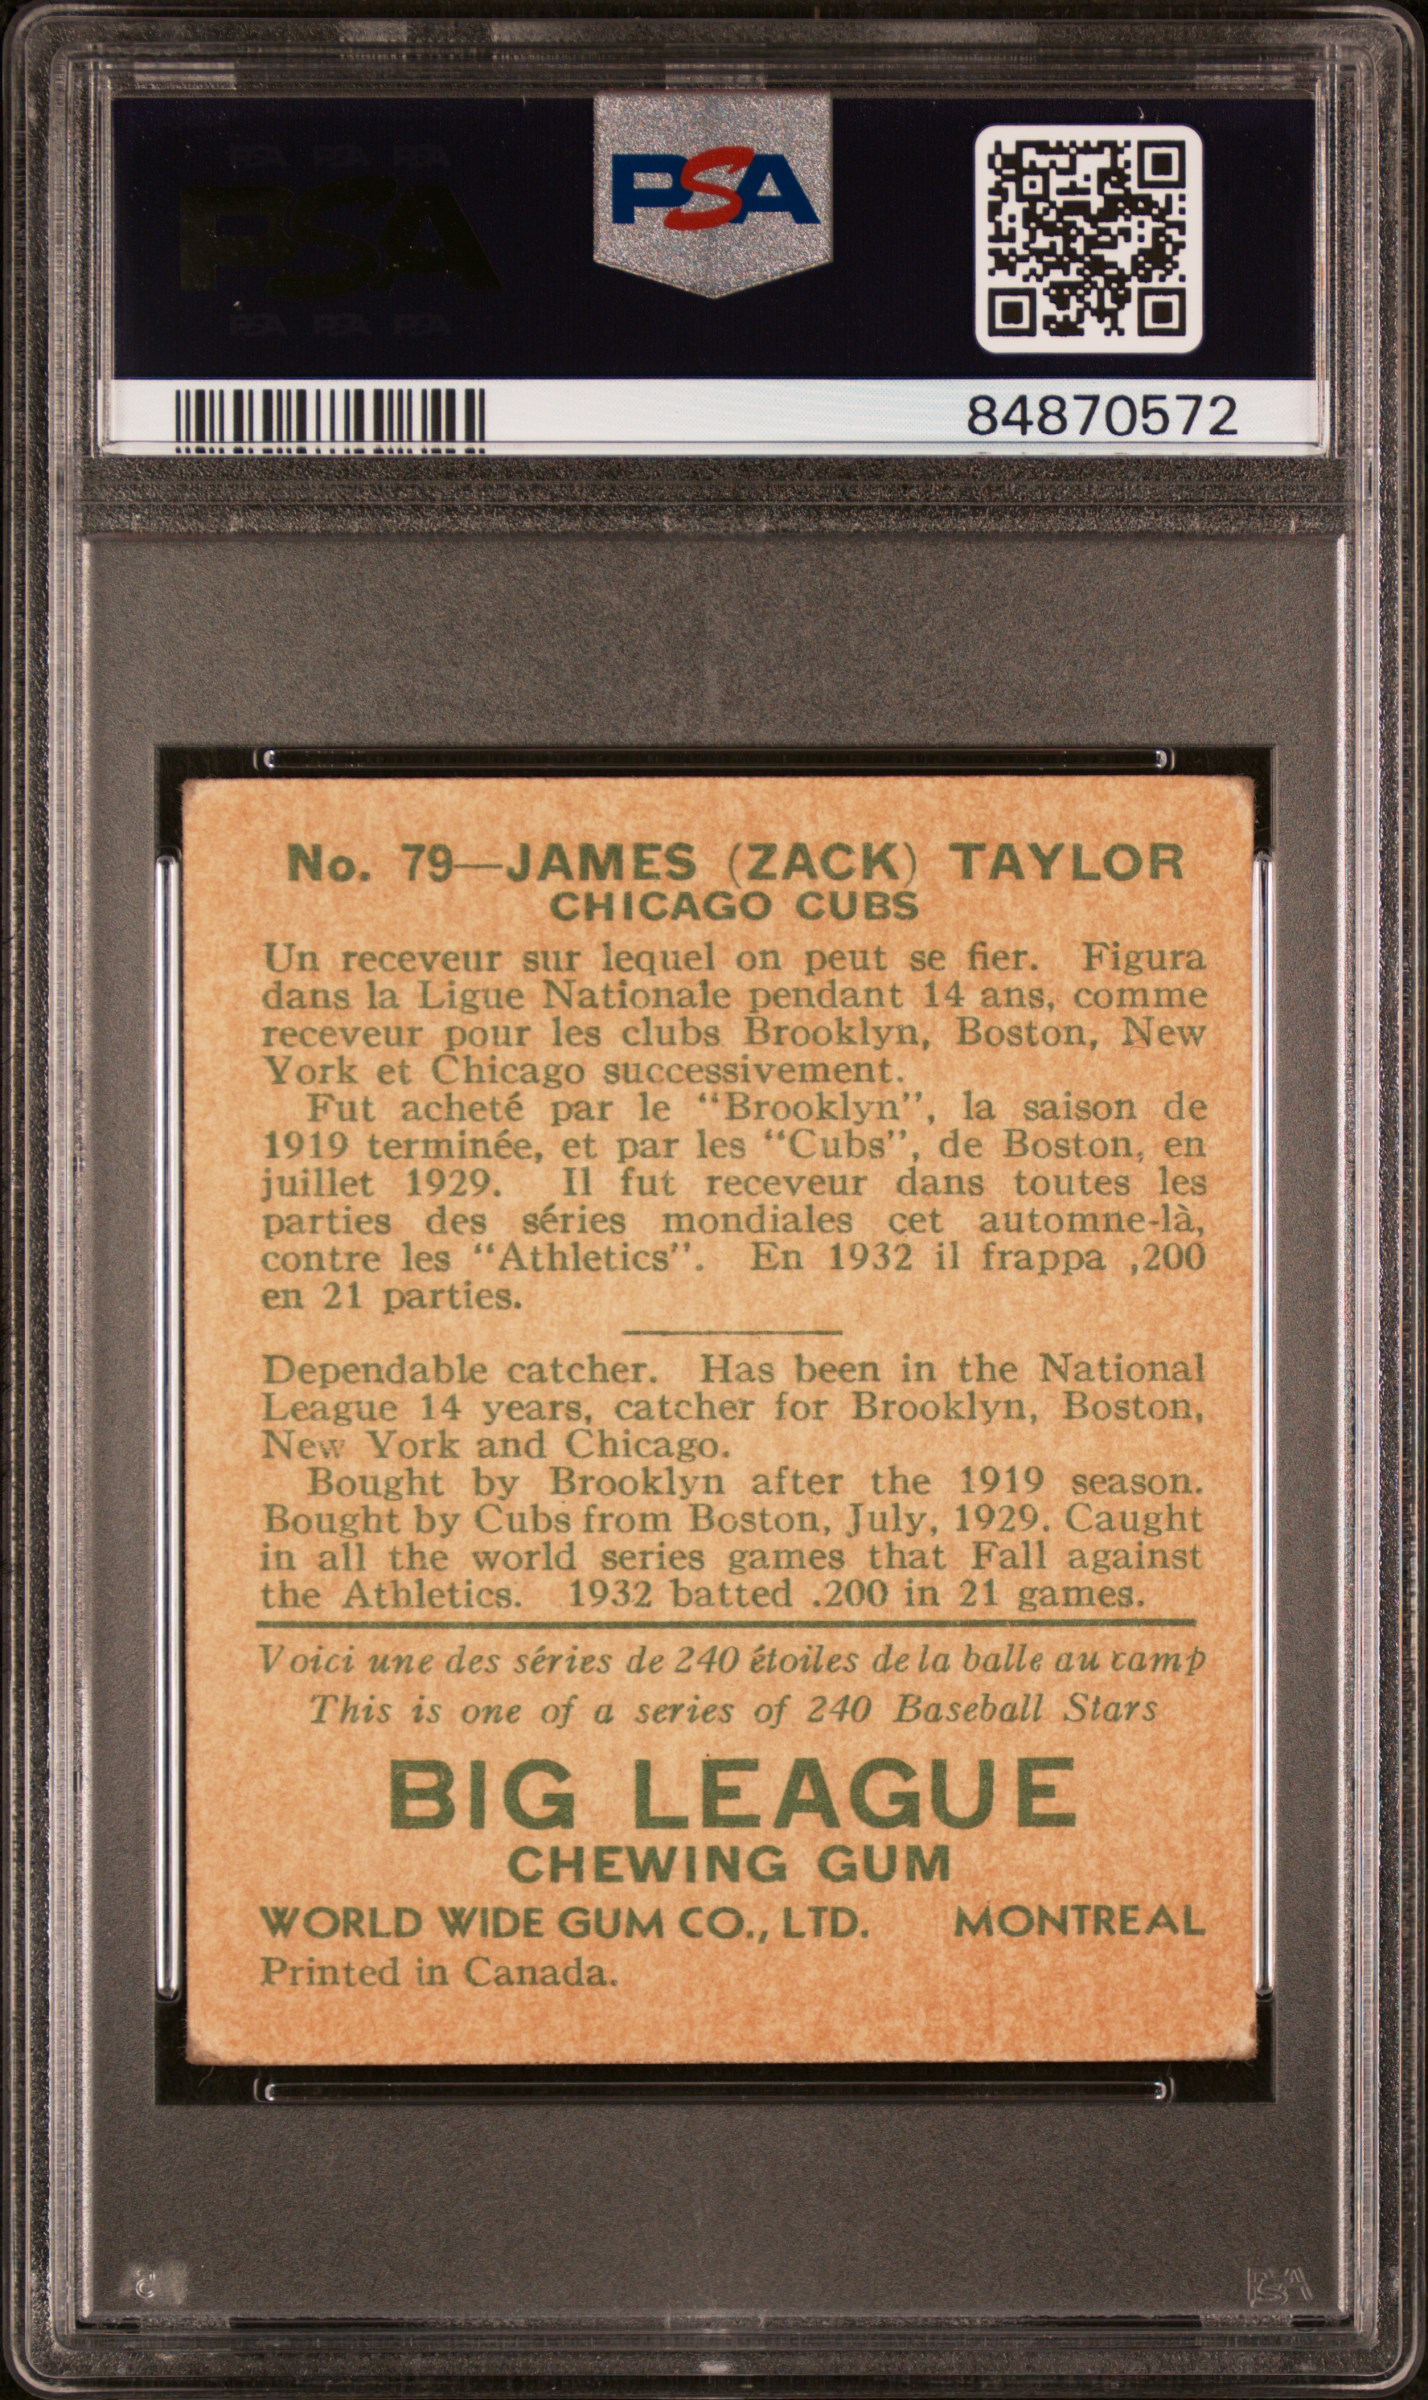 PSA PSA PSA
PSA
PSA PSA PSA
PSA
84870572
No. 79—JAMES (ZACK) TAYLOR
CHICAGO CUBS
Un receveur sur lequel on peut se fier. Figura
dans la Ligue Nationale pendant 14 ans, comme
receveur pour les clubs Brooklyn, Boston, New
York et Chicago successivement.
Fut acheté par le "Brooklyn", la saison de
1919 terminée, et par les "Cubs", de Boston, en
juillet 1929. Il fut receveur dans toutes les
parties des séries mondiales cet automne-là,
contre les "Athletics". En 1932 il frappa ,200
en 21 parties.
Dependable catcher. Has been in the National
League 14 years, catcher for Brooklyn, Boston,
New York and Chicago.
Bought by Brooklyn after the 1919 season.
Bought by Cubs from Boston, July, 1929. Caught
in all the world series games that Fall against
the Athletics. 1932 batted .200 in 21 games.
Voici une des séries de 240 étoiles de la balle au camp
This is one of a series of 240 Baseball Stars
BIG LEAGUE
CHEWING GUM
WORLD WIDE GUM CO., LTD. MONTREAL
Printed in Canada.
PSA